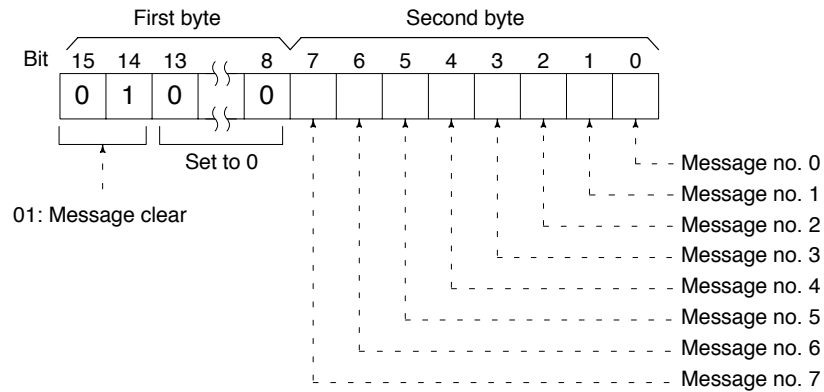 First byte Second byte
Bit 15 14 13 8 7 6 5 4 3 2 1 0
0 1 0 0
Set to 0
01: Message clear
Message no. 0
Message no. 1
Message no. 2
Message no. 3
Message no. 4
Message no. 5
Message no. 6
Message no. 7